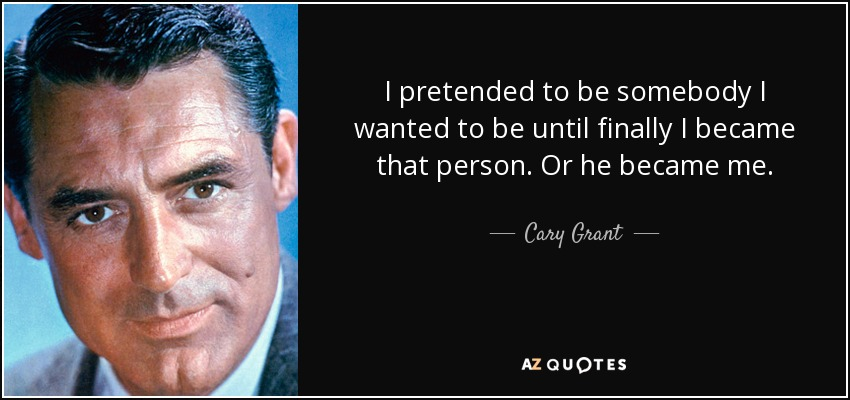 I pretended to be somebody I
wanted to be until finally I became
that person. Or he became me.
Cary Grant
AZ QUOTES